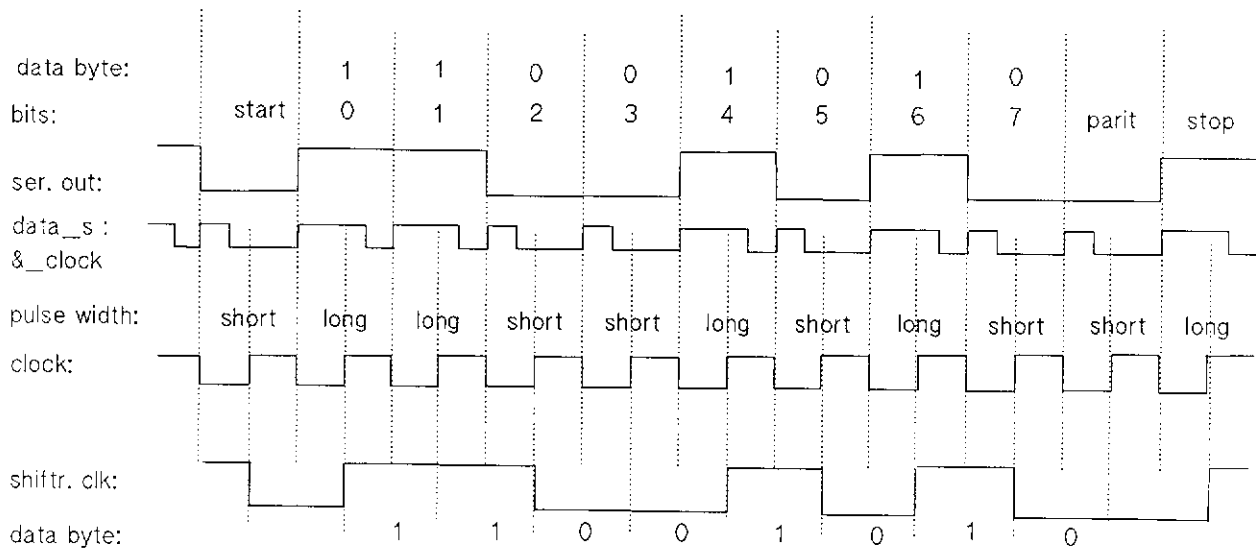 data byte: 1 1 0 0 1 0 1 0
bits: start 0 1 2 3 4 5 6 7 parit stop
ser. out:
data_s :
&_clock
pulse width: short long long short short long short long short short long
clock:
shiftr. clk:
data byte: 1 1 0 0 1 0 1 0